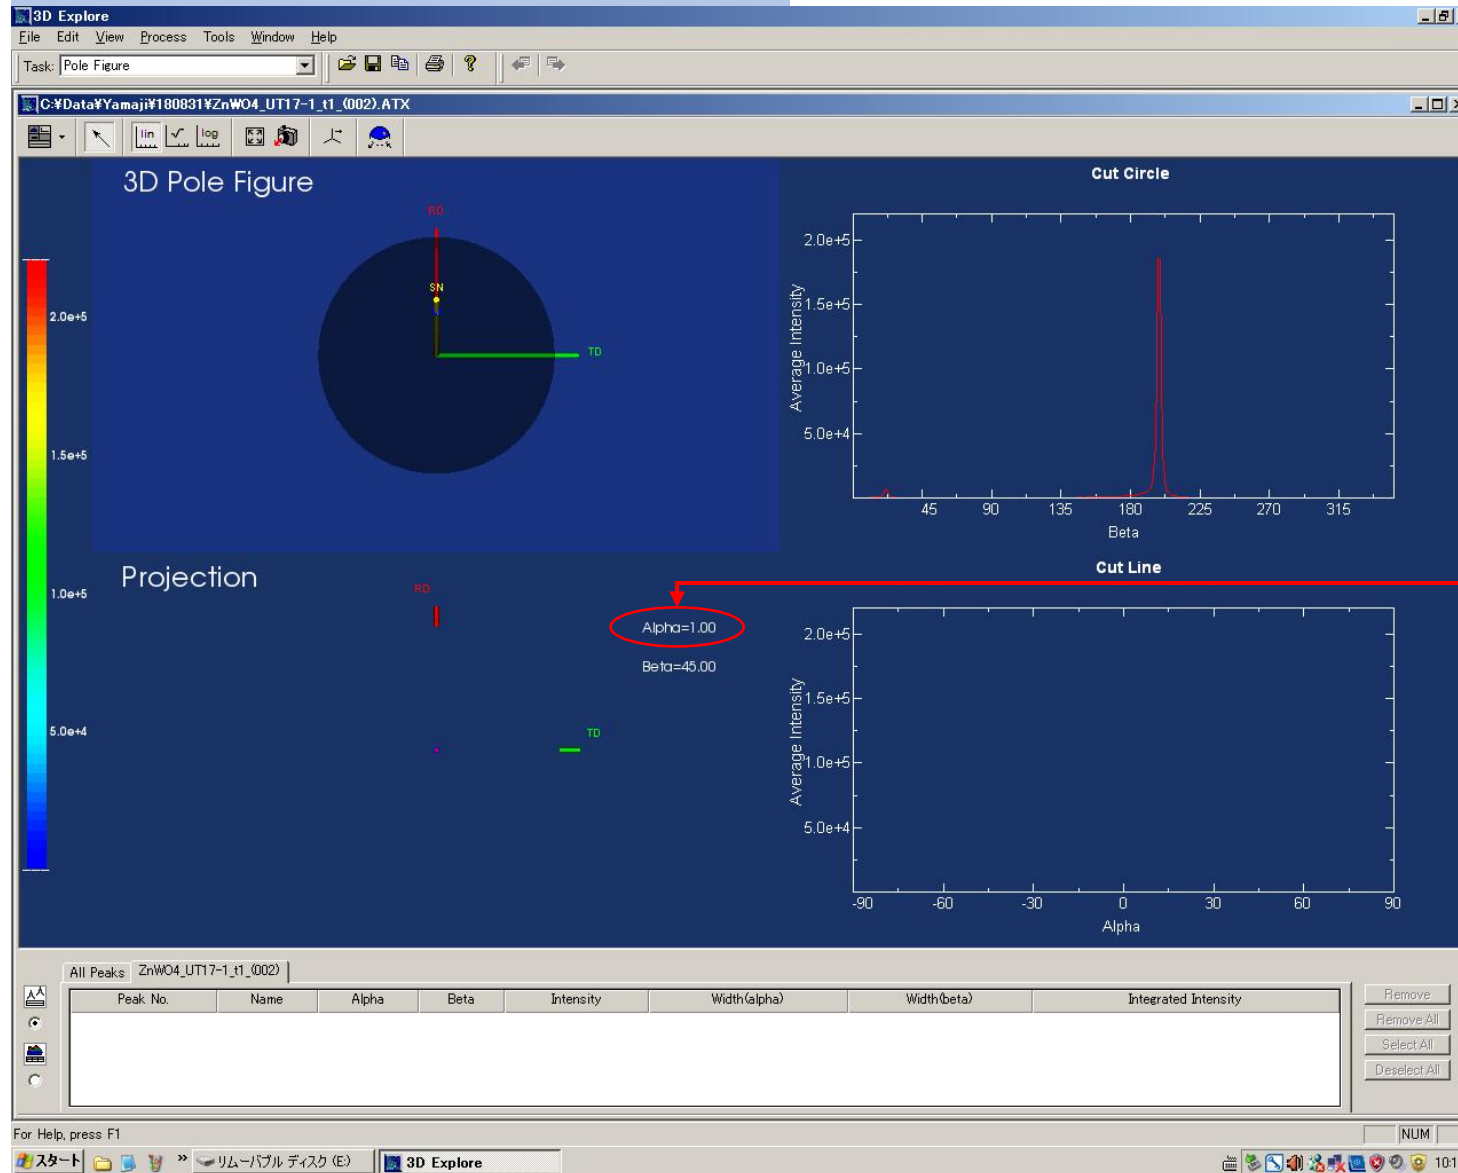 3D Explore
File Edit View Process Tools Window Help
Task: Pole Figure
C:¥Data¥Yamaji¥180831¥ZnWO4_UT17-1_t1_(002).ATX
lin log
3D Pole Figure
RD
SN
TD
2.0e+5
1.5e+5
1.0e+5
5.0e+4
Cut Circle
Average Intensity
2.0e+5
1.5e+5
1.0e+5
5.0e+4
45 90 135 180 225 270 315
Beta
Projection
RD
TD
Alpha=1.00
Beta=45.00
Cut Line
Average Intensity
2.0e+5
1.5e+5
1.0e+5
5.0e+4
-90 -60 -30 0 30 60 90
Alpha
All Peaks ZnWO4_UT17-1_t1_(002)
Peak No. Name Alpha Beta Intensity Width(alpha) Width(beta) Integrated Intensity
Remove
Remove All
Select All
Deselect All
For Help, press F1
NUM
スタート » リムーバブル ディスク (E:) 3D Explore